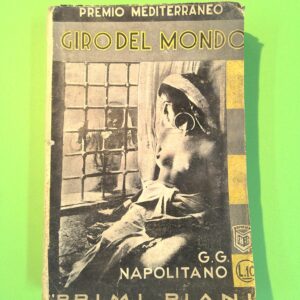 PREMIO MEDITERRANEO
GIRO DEL MONDO
G.G.
NAPOLITANO
L.10
"PRIMI PIANI"